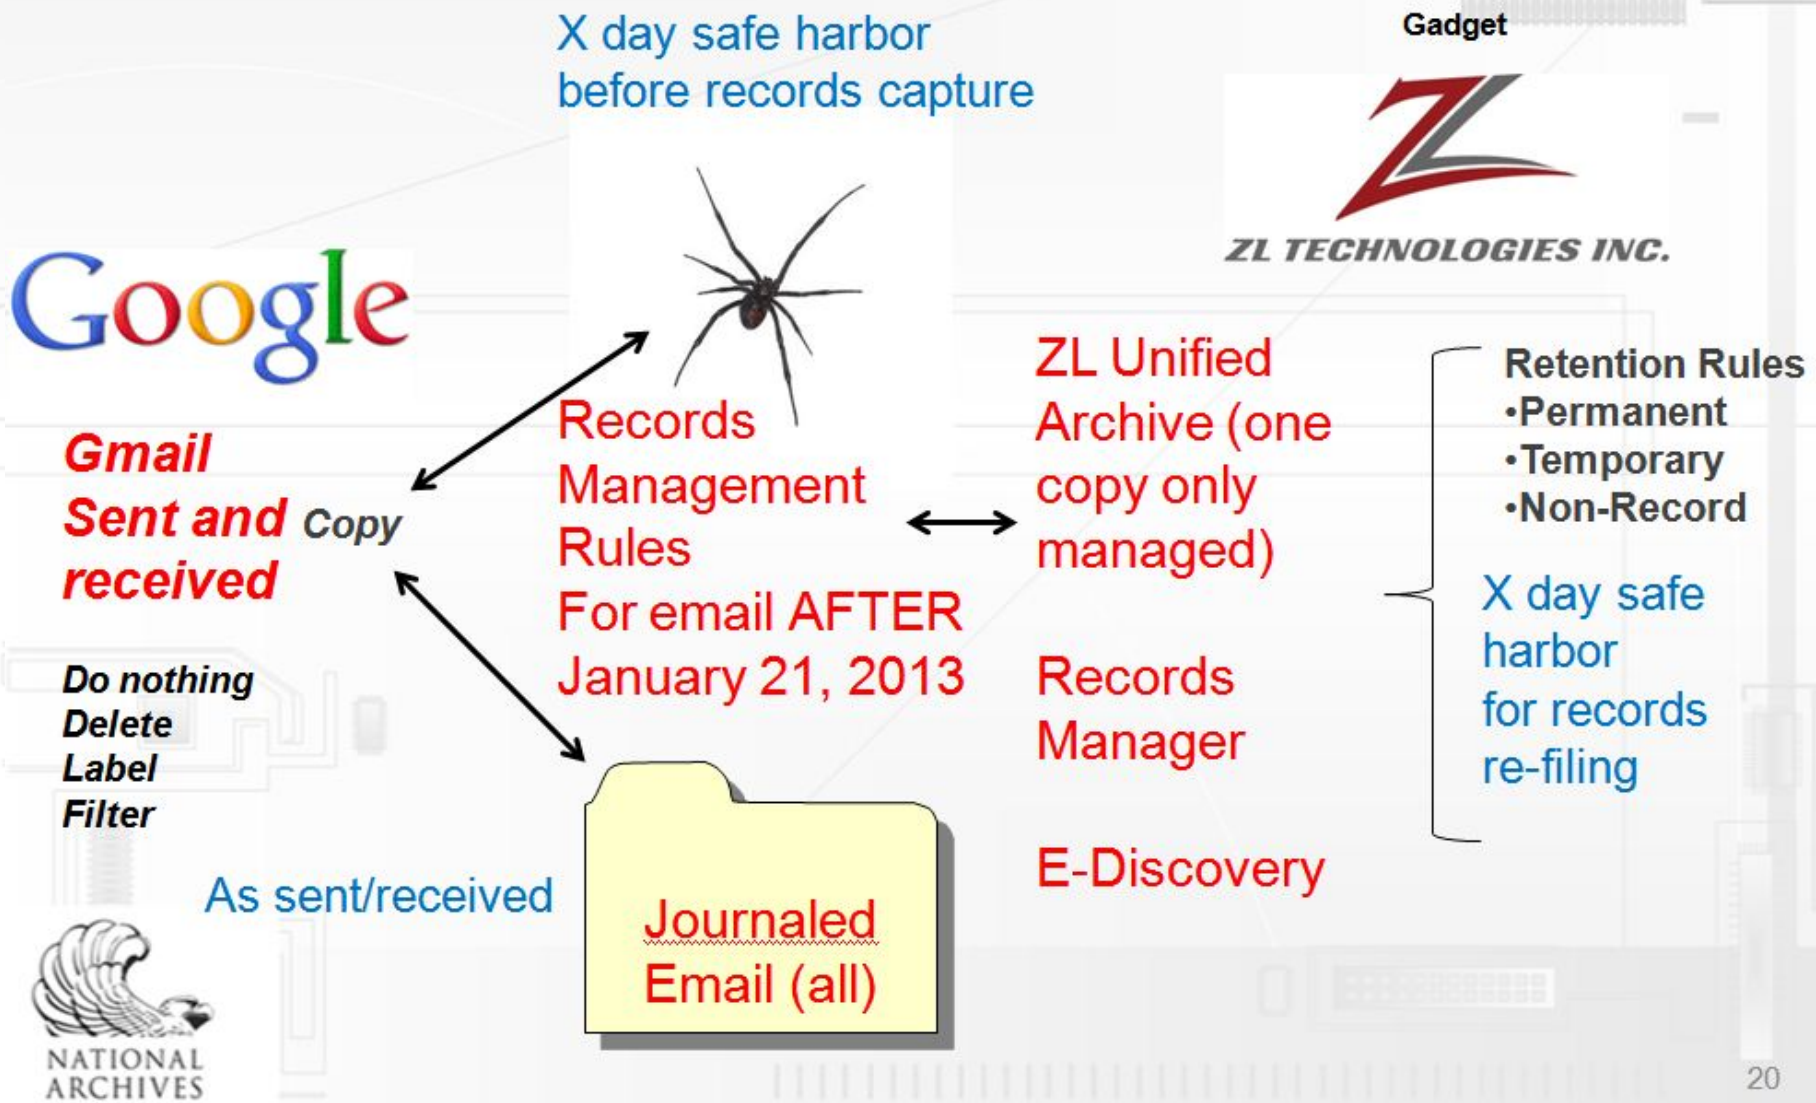 X day safe harbor
before records capture
Gadget
ZL TECHNOLOGIES INC.
Google
Gmail
Sent and Copy
received
Do nothing
Delete
Label
Filter
Records
Management
Rules
For email AFTER
January 21, 2013
ZL Unified
Archive (one
copy only
managed)
Records
Manager
E-Discovery
Retention Rules
•Permanent
•Temporary
•Non-Record
X day safe
harbor
for records
re-filing
As sent/received
Journaled
Email (all)
NATIONAL
ARCHIVES
20